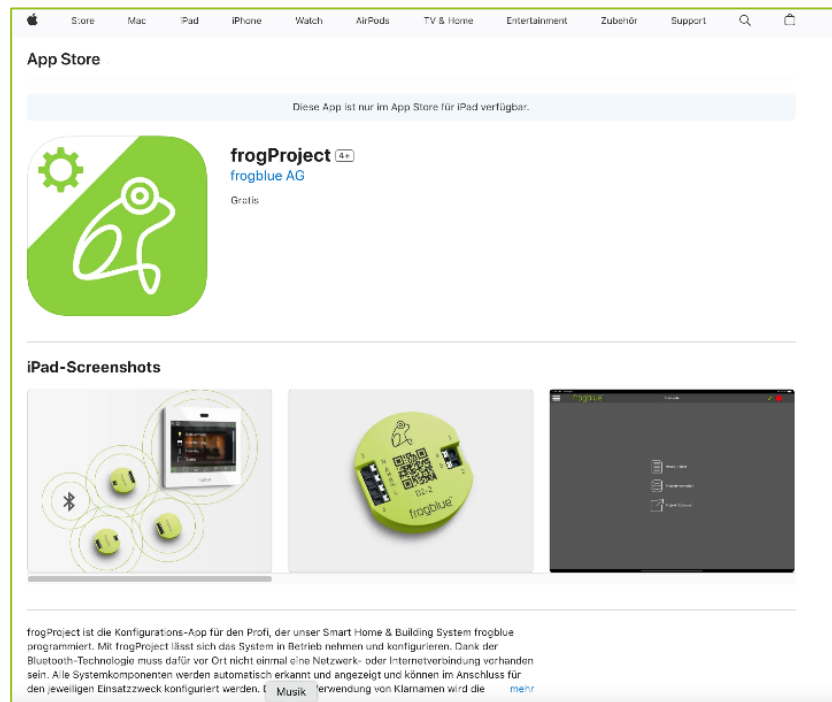 Store Mac iPad iPhone Watch AirPods TV & Home Entertainment Zubehör Support
App Store
Diese App ist nur im App Store für iPad verfügbar.
frogProject 4+
frogblue AG
Gratis
iPad-Screenshots
D2-2
frogblue
frogblue
frogProject ist die Konfigurations-App für den Profi, der unser Smart Home & Building System frogblue
programmiert. Mit frogProject lässt sich das System in Betrieb nehmen und konfigurieren. Dank der
Bluetooth-Technologie muss dafür vor Ort nicht einmal eine Netzwerk- oder Internetverbindung vorhanden
sein. Alle Systemkomponenten werden automatisch erkannt und angezeigt und können im Anschluss für
den jeweiligen Einsatzzweck konfiguriert werden. erwendung von Klarnamen wird die mehr
Musik